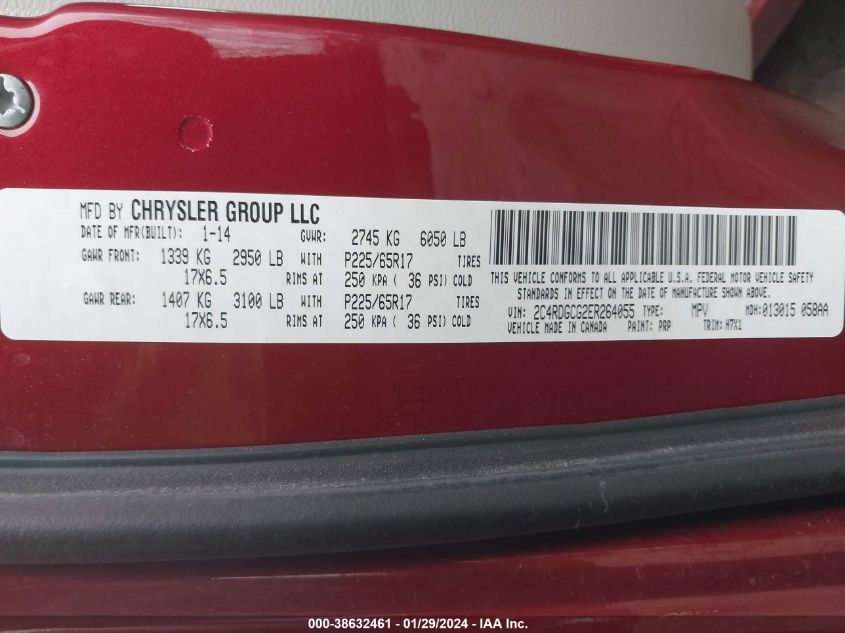 MFD BY CHRYSLER GROUP LLC
DATE OF MFR(BUILT): 1-14 GVWR: 2745 KG 6050 LB
GAWR FRONT: 1339 KG 2950 LB WITH P225/65R17 TIRES
17X6.5 RIMS AT 250 KPA ( 36 PSI) COLD
GAWR REAR: 1407 KG 3100 LB WITH P225/65R17 TIRES
17X6.5 RIMS AT 250 KPA ( 36 PSI) COLD
THIS VEHICLE CONFORMS TO ALL APPLICABLE U.S.A. FEDERAL MOTOR VEHICLE SAFETY
STANDARDS IN EFFECT ON THE DATE OF MANUFACTURE SHOWN ABOVE.
VIN: 2C4RDGCG2ER264055 TYPE: MPV MDH:013015 058AA
VEHICLE MADE IN CANADA PAINT: PRP TRIM: H7X1
000-38632461 - 01/29/2024 - IAA Inc.